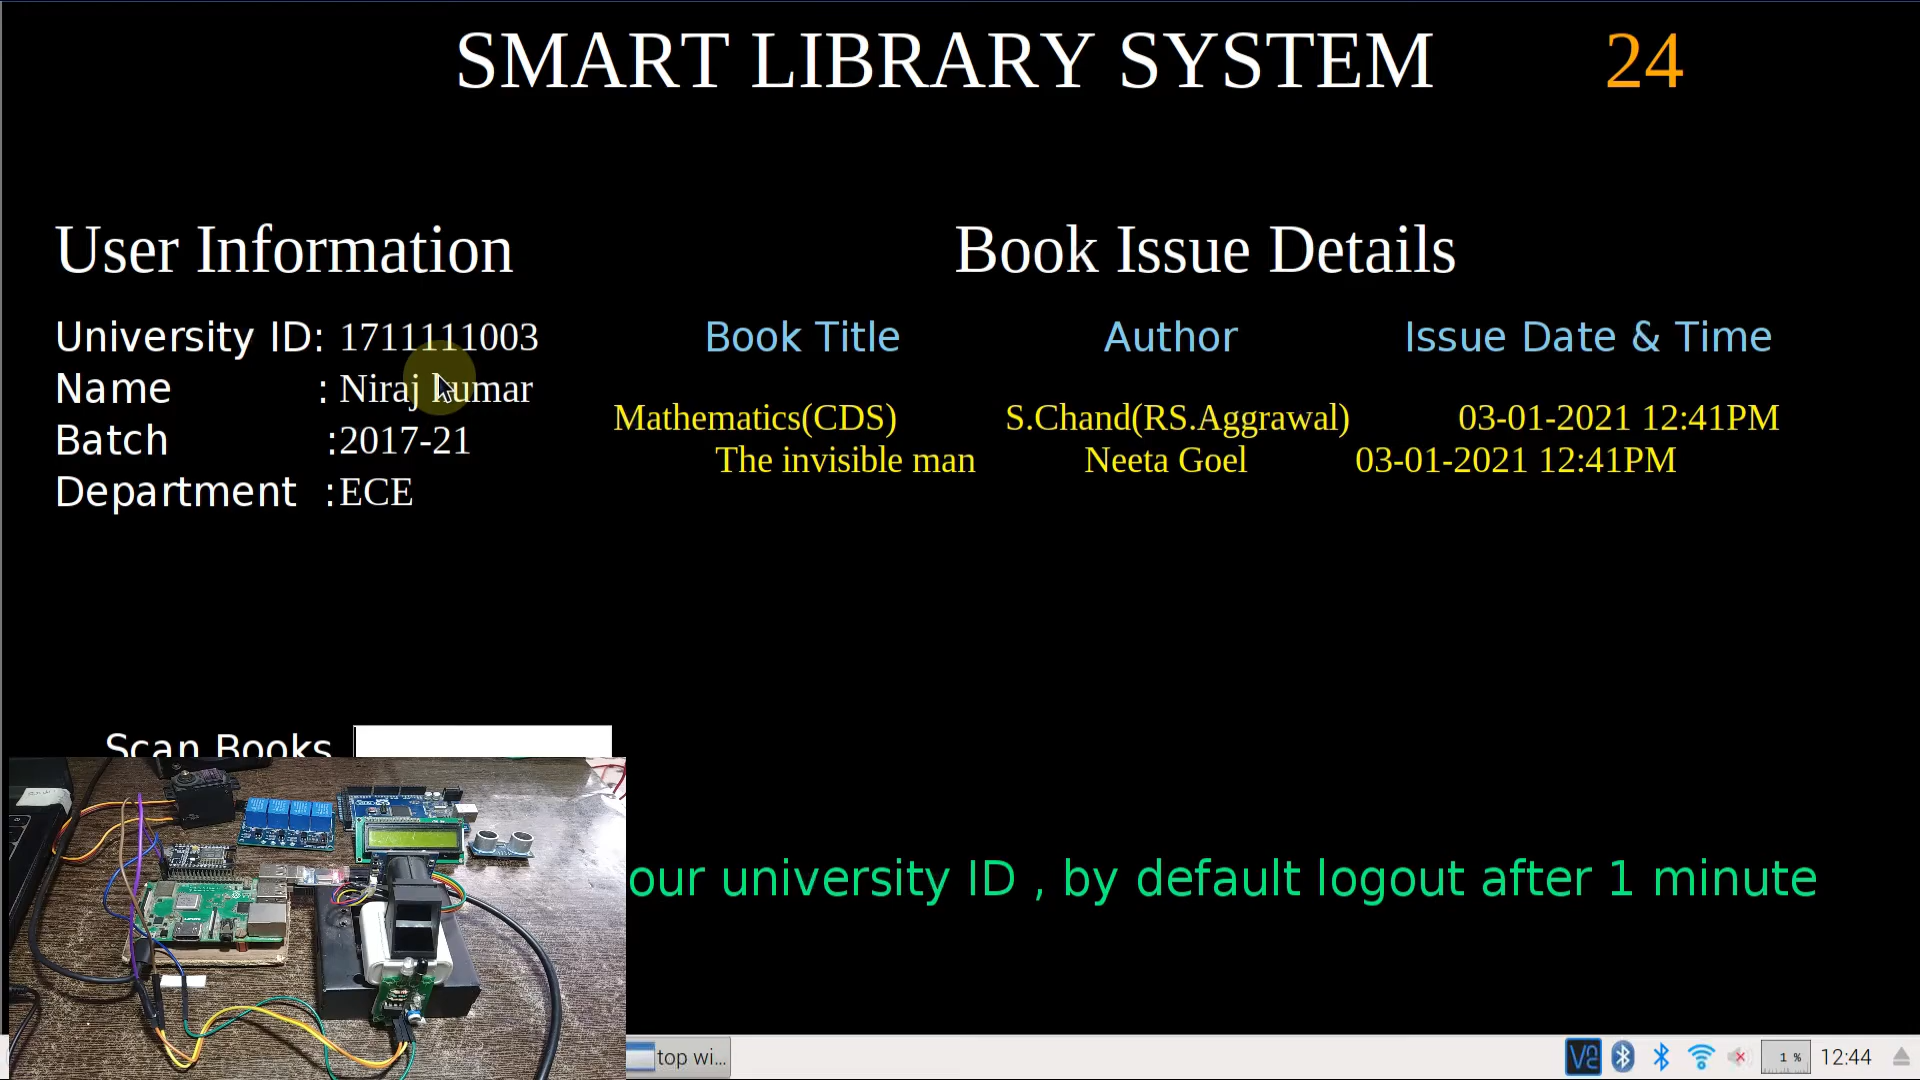 SMART LIBRARY SYSTEM 24
User Information
Book Issue Details
University ID: 1711111003
Name : Niraj kumar
Batch :2017-21
Department :ECE
Book Title Author Issue Date & Time
Mathematics(CDS) S.Chand(RS.Aggrawal) 03-01-2021 12:41PM
The invisible man Neeta Goel 03-01-2021 12:41PM
Scan Books
our university ID , by default logout after 1 minute
top wi...
1 %
12:44